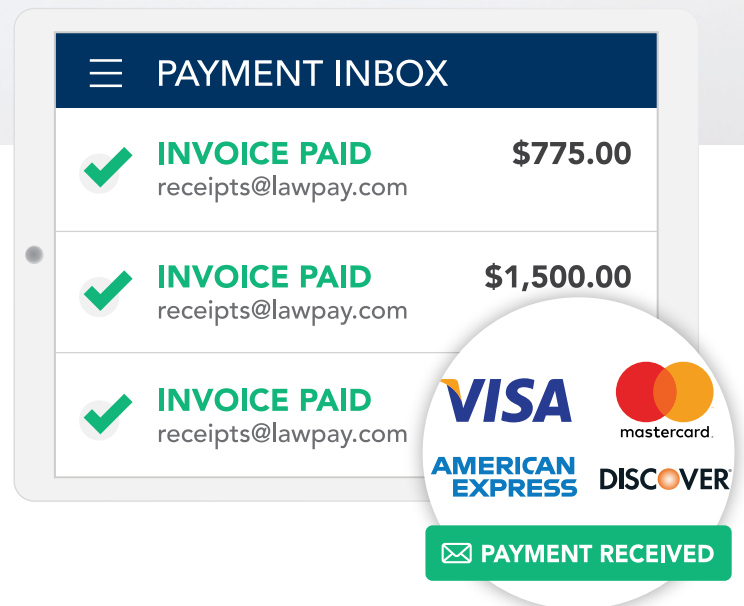 PAYMENT INBOX
INVOICE PAID $775.00
receipts@lawpay.com
INVOICE PAID $1,500.00
receipts@lawpay.com
INVOICE PAID
receipts@lawpay.com
VISA
mastercard.
AMERICAN
EXPRESS
DISCOVER
PAYMENT RECEIVED